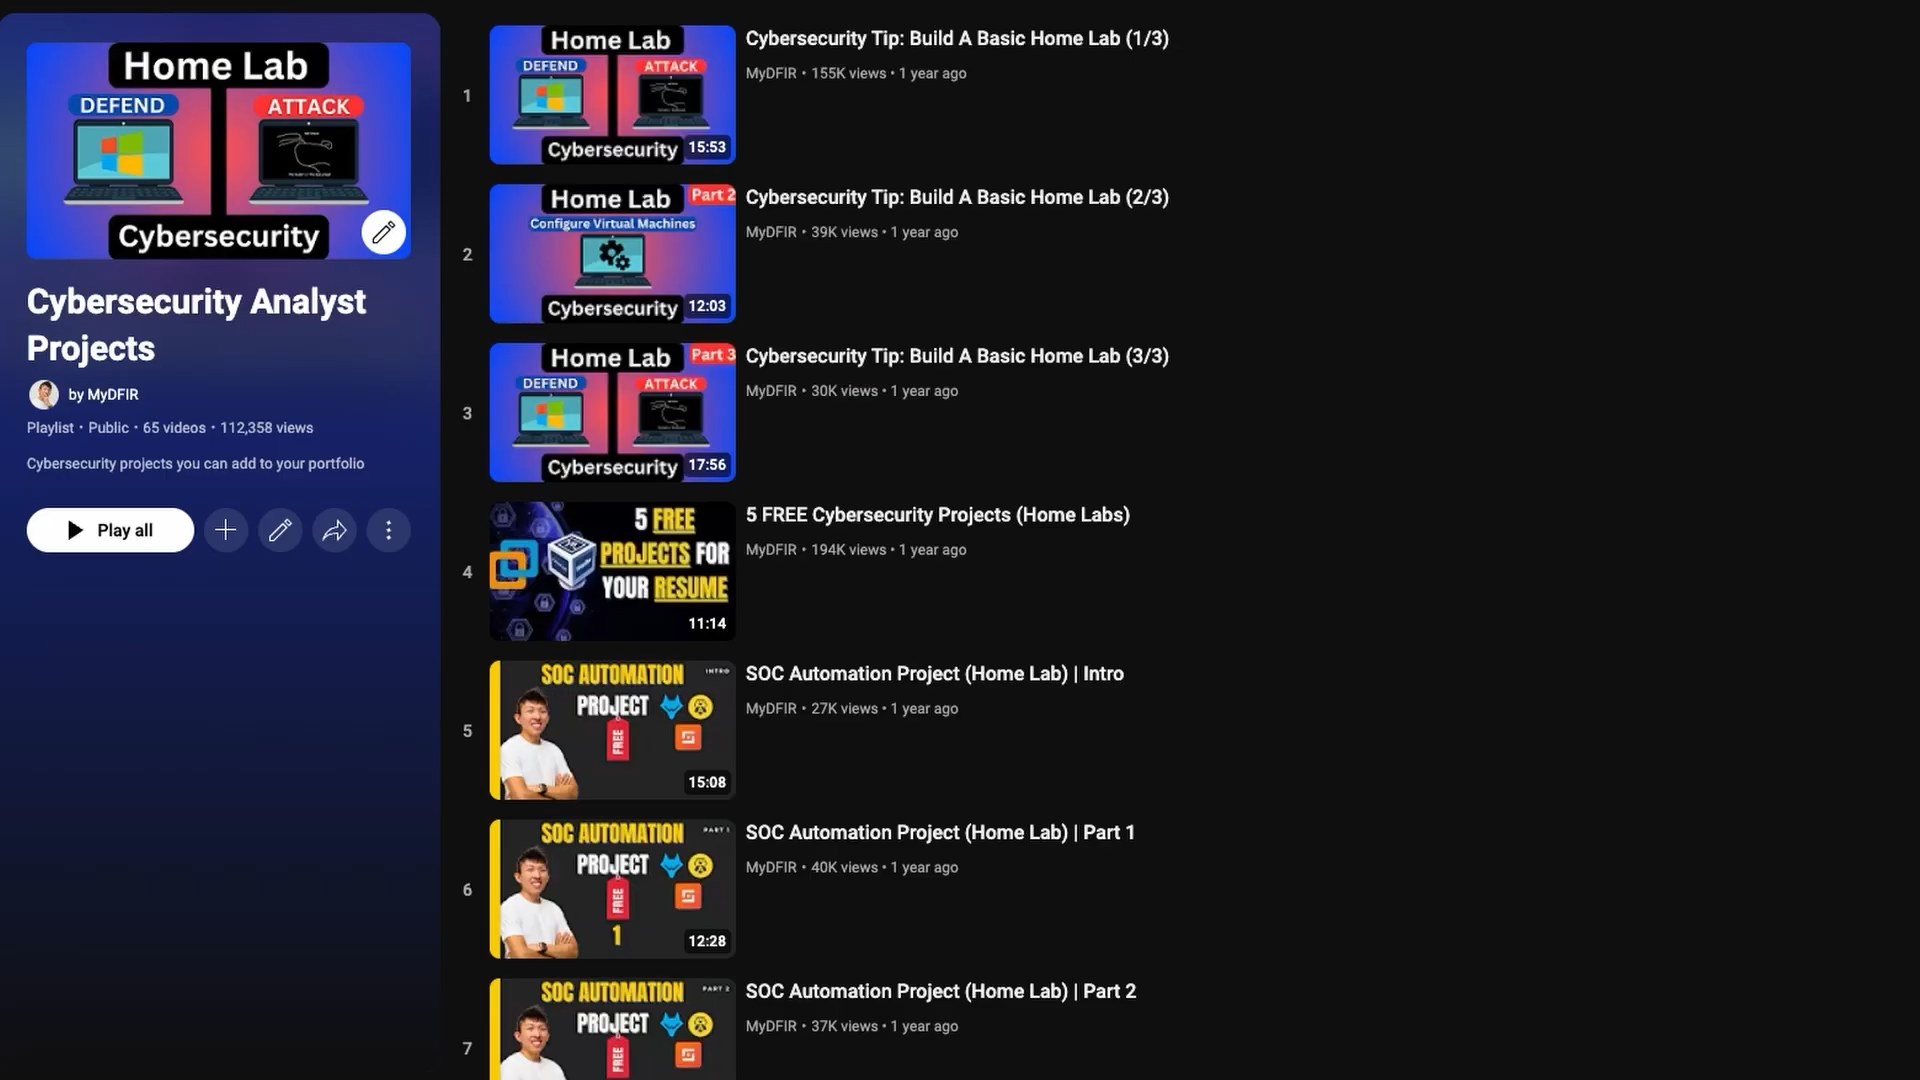 Home Lab
DEFEND
ATTACK
Cybersecurity
Cybersecurity Analyst
Projects
by MyDFIR
Playlist • Public • 65 videos • 112,358 views
Cybersecurity projects you can add to your portfolio
Play all
1
Home Lab
DEFEND
ATTACK
Cybersecurity
15:53
Cybersecurity Tip: Build A Basic Home Lab (1/3)
MyDFIR • 155K views • 1 year ago
2
Home Lab
Part 2
Configure Virtual Machines
Cybersecurity
12:03
Cybersecurity Tip: Build A Basic Home Lab (2/3)
MyDFIR • 39K views • 1 year ago
3
Home Lab
Part 3
DEFEND
ATTACK
Cybersecurity
17:56
Cybersecurity Tip: Build A Basic Home Lab (3/3)
MyDFIR • 30K views • 1 year ago
4
5 FREE
PROJECTS FOR
YOUR RESUME
11:14
5 FREE Cybersecurity Projects (Home Labs)
MyDFIR • 194K views • 1 year ago
5
SOC AUTOMATION
INTRO
PROJECT
FREE
15:08
SOC Automation Project (Home Lab) | Intro
MyDFIR • 27K views • 1 year ago
6
SOC AUTOMATION
PART 1
PROJECT
FREE
1
12:28
SOC Automation Project (Home Lab) | Part 1
MyDFIR • 40K views • 1 year ago
7
SOC AUTOMATION
PART 2
PROJECT
FREE
SOC Automation Project (Home Lab) | Part 2
MyDFIR • 37K views • 1 year ago